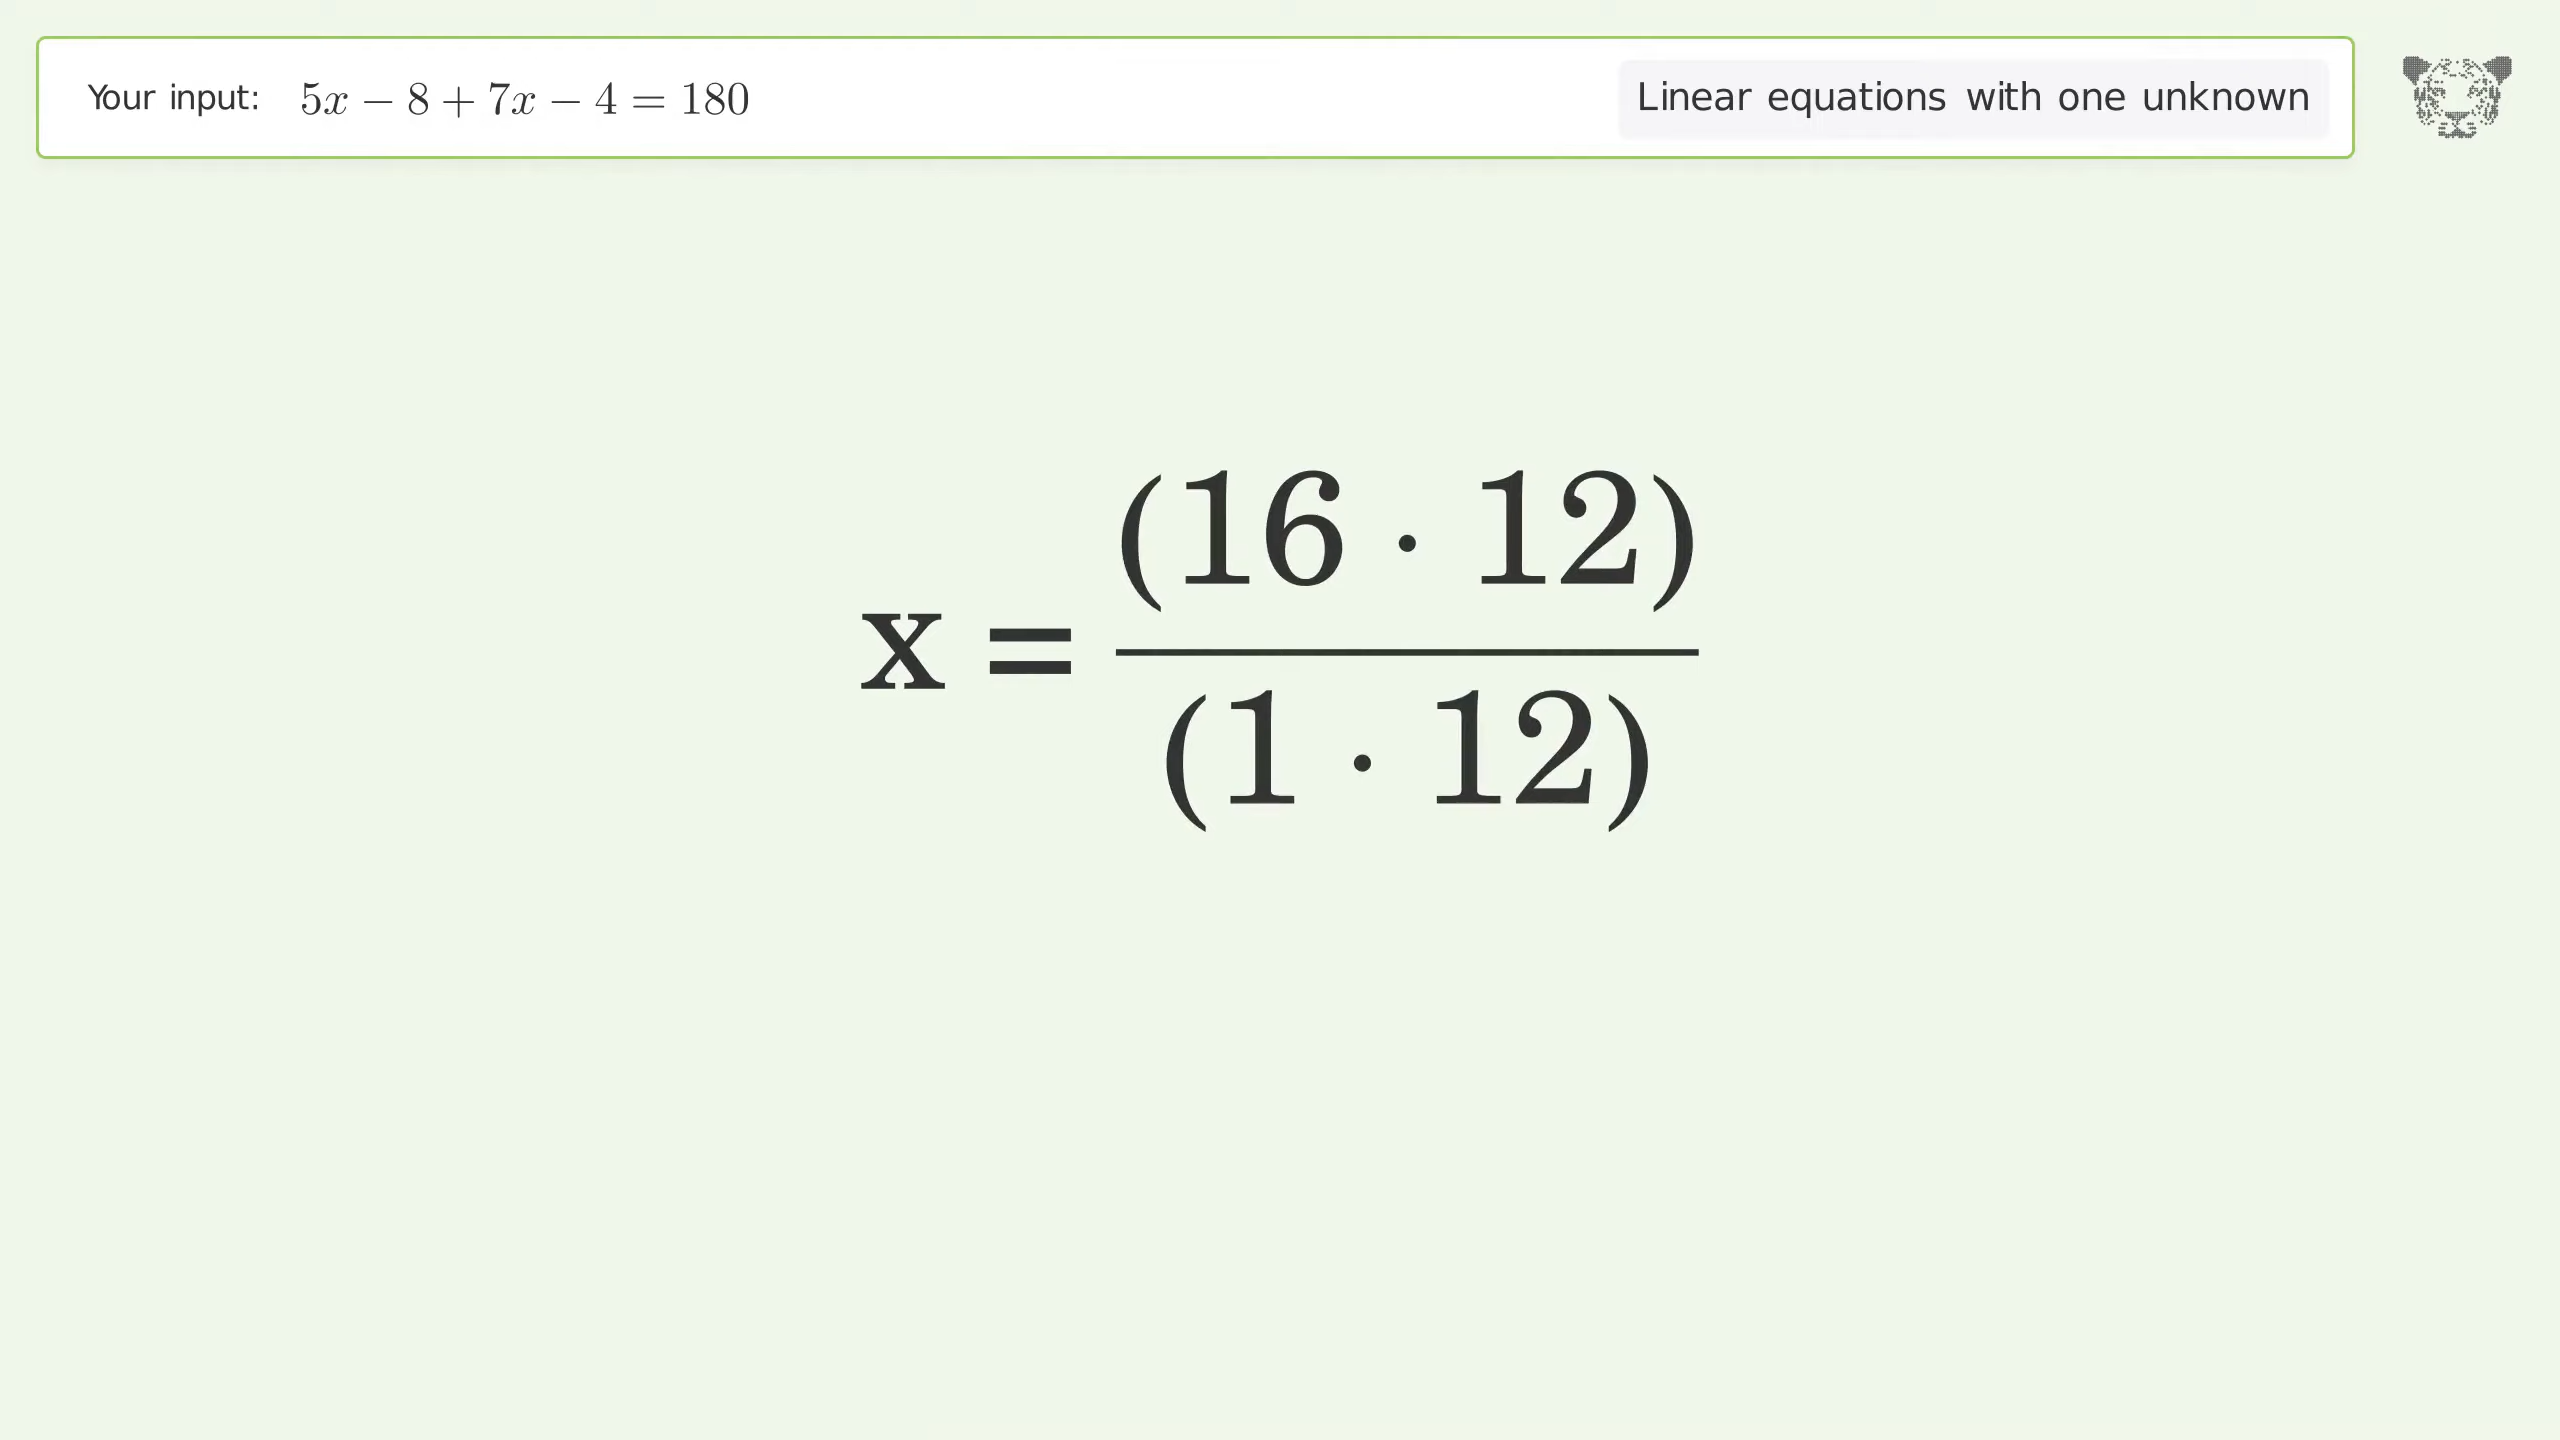 Your input: 5x − 8 + 7x − 4 = 180
Linear equations with one unknown
x = (16 · 12) / (1 · 12)